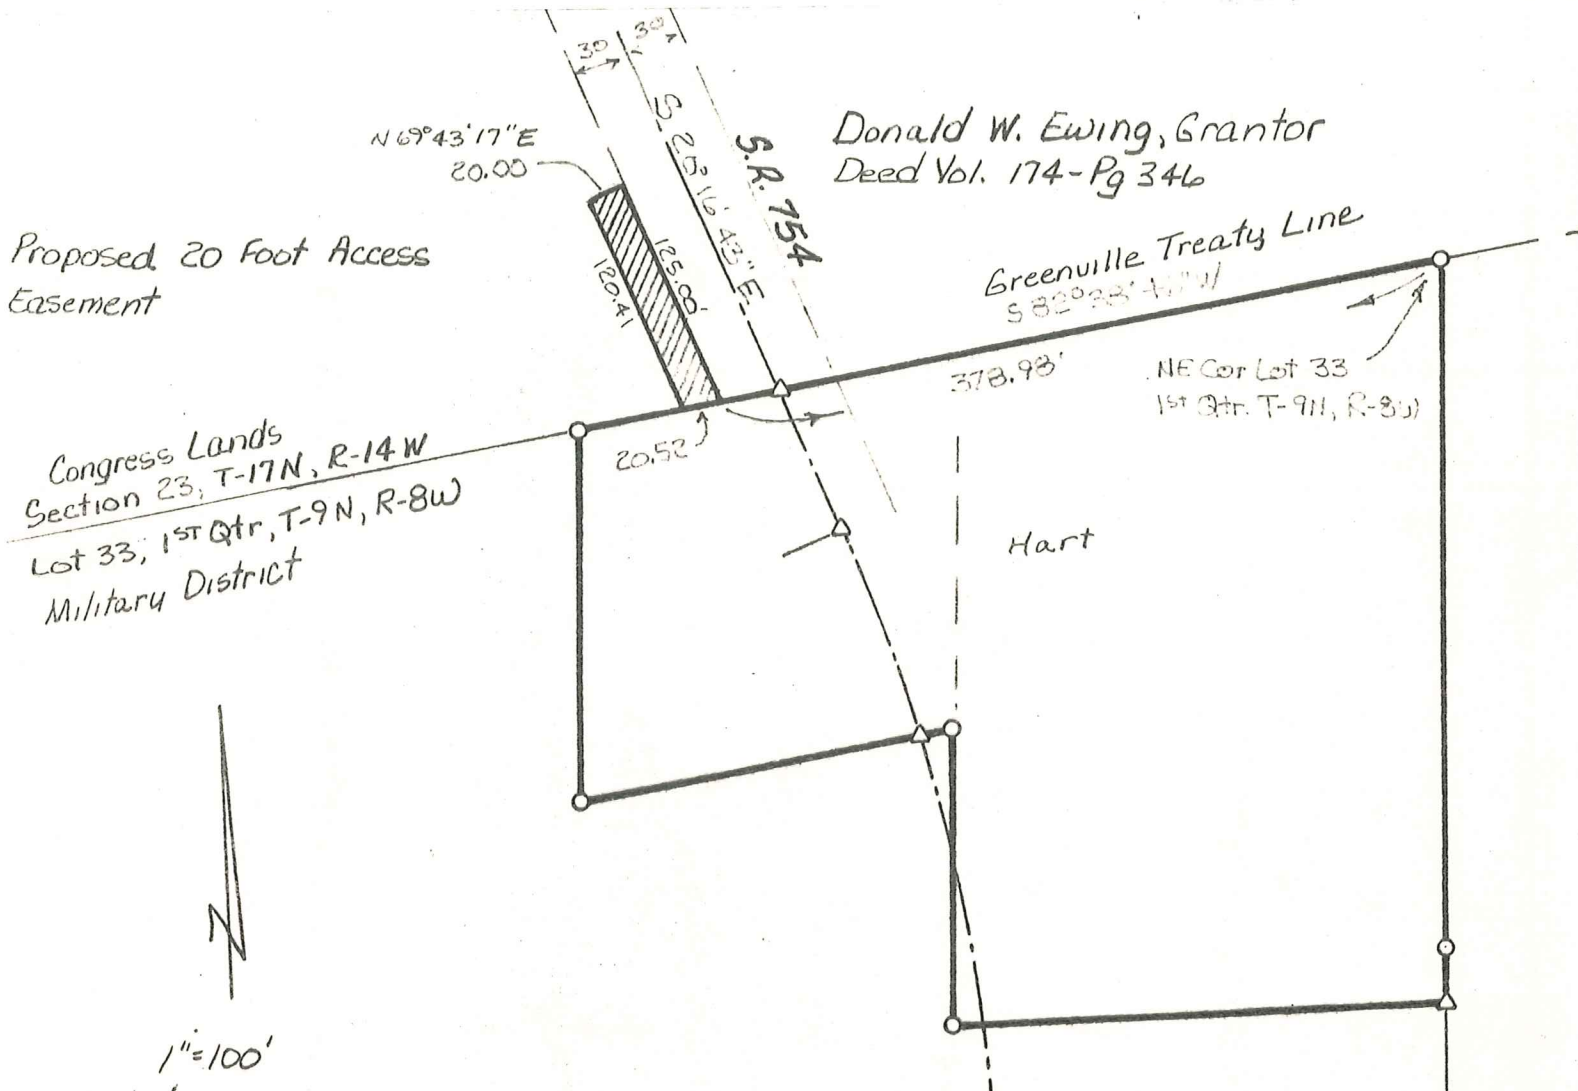 30
30
N 69°43'17"E
20.00
S 20°16'43"E
S.R. 754
Donald W. Ewing, Grantor
Deed Vol. 174-Pg 346
Proposed 20 Foot Access
Easement
125.00'
120.41
Greenville Treaty Line
S 82°38'
378.98'
NE Cor Lot 33
1st Qtr. T-9N, R-8W
20.52
Congress Lands
Section 23, T-17N, R-14W
Lot 33, 1ST Qtr, T-9N, R-8W
Military District
Hart
N
1"=100'